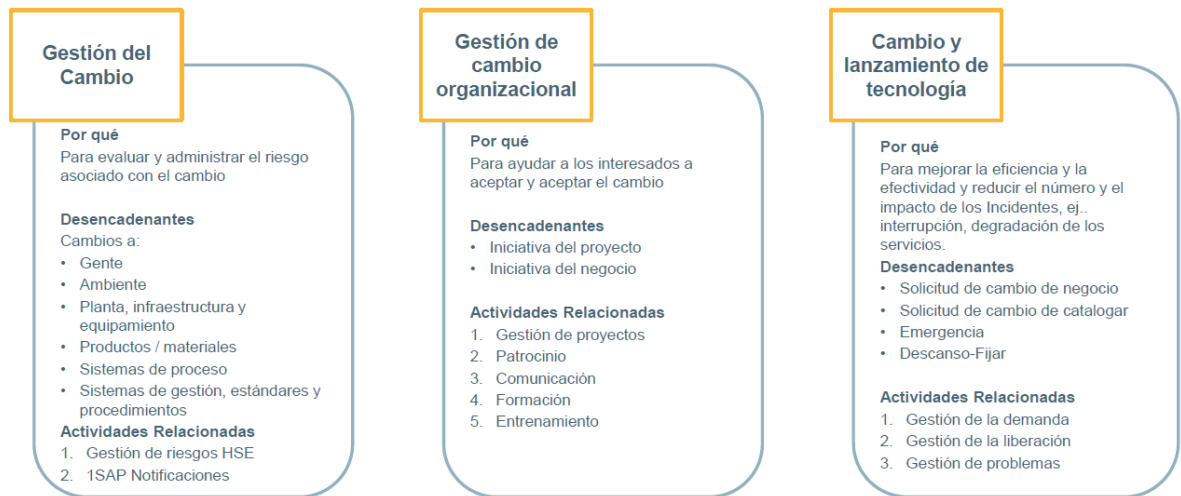 Gestión del
Cambio
Por qué
Para evaluar y administrar el riesgo
asociado con el cambio
Desencadenantes
Cambios a:
• Gente
• Ambiente
• Planta, infraestructura y
equipamiento
• Productos / materiales
• Sistemas de proceso
• Sistemas de gestión, estándares y
procedimientos
Actividades Relacionadas
1. Gestión de riesgos HSE
2. 1SAP Notificaciones
Gestión de
cambio
organizacional
Por qué
Para ayudar a los interesados a
aceptar y aceptar el cambio
Desencadenantes
• Iniciativa del proyecto
• Iniciativa del negocio
Actividades Relacionadas
1. Gestión de proyectos
2. Patrocinio
3. Comunicación
4. Formación
5. Entrenamiento
Cambio y
lanzamiento de
tecnología
Por qué
Para mejorar la eficiencia y la
efectividad y reducir el número y el
impacto de los Incidentes, ej..
interrupción, degradación de los
servicios.
Desencadenantes
• Solicitud de cambio de negocio
• Solicitud de cambio de catalogar
• Emergencia
• Descanso-Fijar
Actividades Relacionadas
1. Gestión de la demanda
2. Gestión de la liberación
3. Gestión de problemas